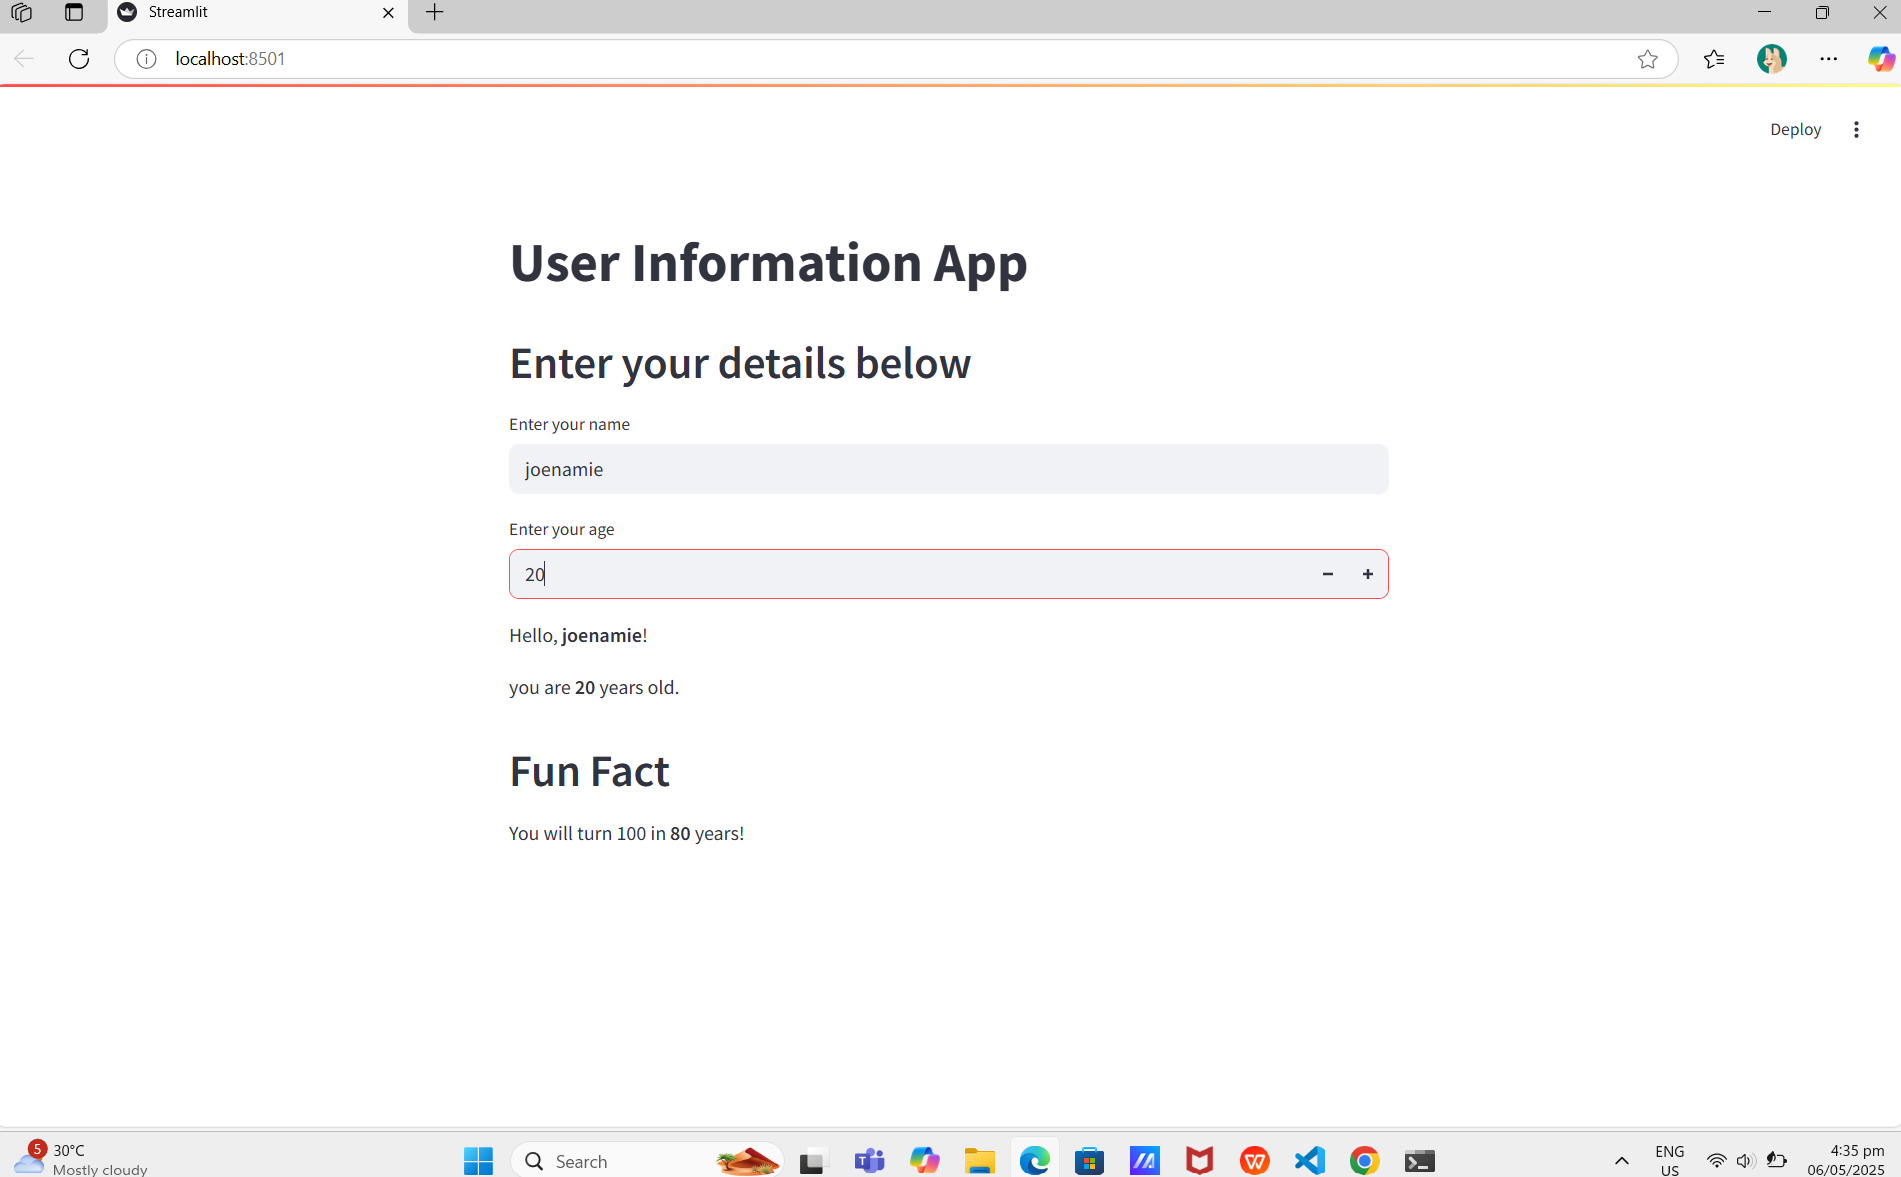 Streamlit
localhost:8501
Deploy
User Information App
Enter your details below
Enter your name
joenamie
Enter your age
20
Hello, joenamie!
you are 20 years old.
Fun Fact
You will turn 100 in 80 years!
5
30°C
Mostly cloudy
Search
ENG
US
4:35 pm
06/05/2025